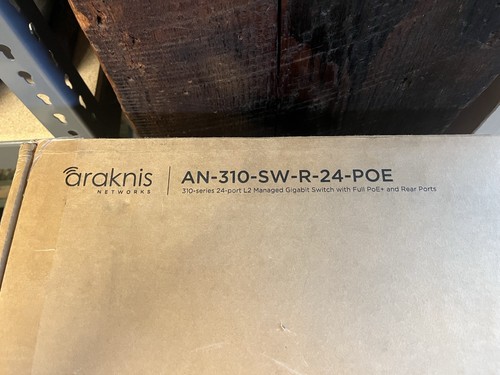 araknis
NETWORKS
AN-310-SW-R-24-POE
310-series 24-port L2 Managed Gigabit Switch with Full PoE+ and Rear Ports